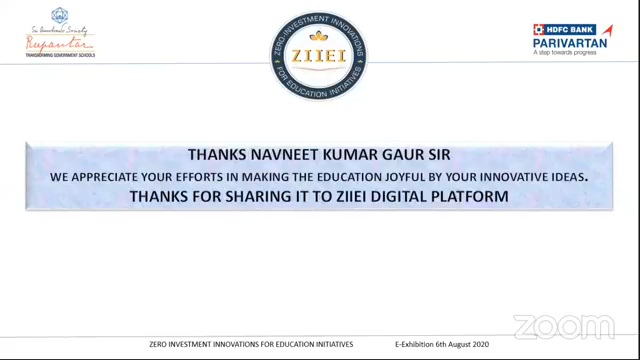 Sri Aurobindo Society
Rupantar
TRANSFORMING GOVERNMENT SCHOOLS
ZERO-INVESTMENT INNOVATIONS
ZIIEI
FOR EDUCATION INITIATIVES
HDFC BANK
PARIVARTAN
A step towards progress
THANKS NAVNEET KUMAR GAUR SIR
WE APPRECIATE YOUR EFFORTS IN MAKING THE EDUCATION JOYFUL BY YOUR INNOVATIVE IDEAS.
THANKS FOR SHARING IT TO ZIIEI DIGITAL PLATFORM
zoom
ZERO INVESTMENT INNOVATIONS FOR EDUCATION INITIATIVES
E-Exhibition 6th August 2020